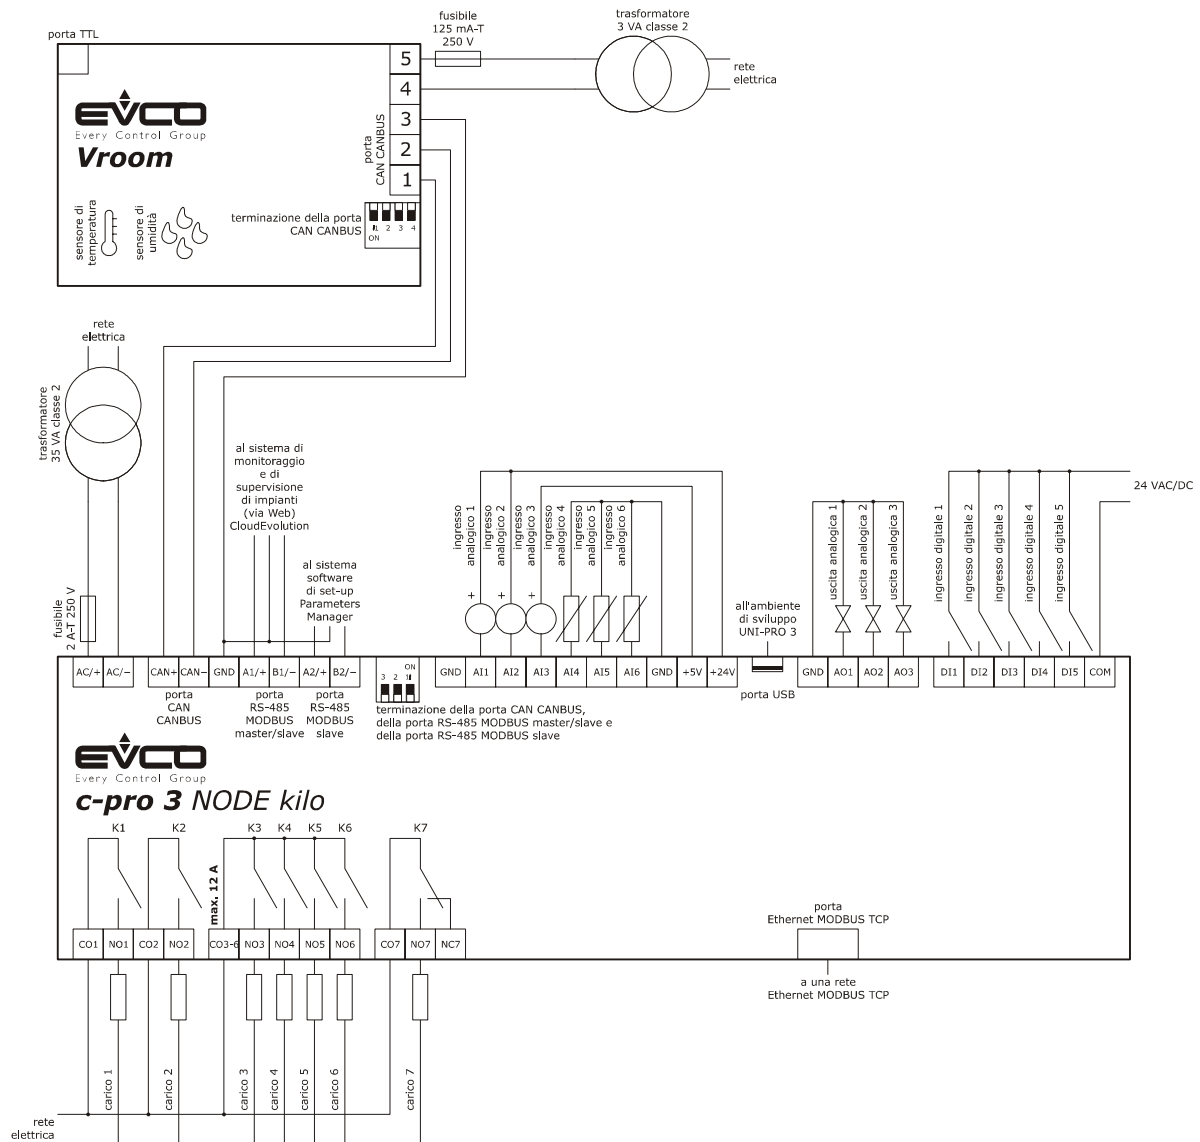 porta TTL
fusibile
125 mA-T
250 V
trasformatore
3 VA classe 2
rete
elettrica
EVCO
Every Control Group
Vroom
5
4
3
2
1
porta
CAN CANBUS
sensore di
temperatura
sensore di
umidità
terminazione della porta
CAN CANBUS
1 2 3 4
ON
rete
elettrica
trasformatore
35 VA classe 2
fusibile
2 A-T 250 V
al sistema di
monitoraggio
e di
supervisione
di impianti
(via Web)
CloudEvolution
al sistema
software
di set-up
Parameters
Manager
ingresso
analogico 1
ingresso
analogico 2
ingresso
analogico 3
ingresso
analogico 4
ingresso
analogico 5
ingresso
analogico 6
+ + +
all'ambiente
di sviluppo
UNI-PRO 3
uscita analogica 1
uscita analogica 2
uscita analogica 3
ingresso digitale 1
ingresso digitale 2
ingresso digitale 3
ingresso digitale 4
ingresso digitale 5
24 VAC/DC
AC/+ AC/- CAN+ CAN- GND A1/+ B1/- A2/+ B2/- GND AI1 AI2 AI3 AI4 AI5 AI6 GND +5V +24V GND AO1 AO2 AO3 DI1 DI2 DI3 DI4 DI5 COM
porta
CAN
CANBUS
porta
RS-485
MODBUS
master/slave
porta
RS-485
MODBUS
slave
ON
3 2 1
terminazione della porta CAN CANBUS,
della porta RS-485 MODBUS master/slave e
della porta RS-485 MODBUS slave
porta USB
EVCO
Every Control Group
c-pro 3 NODE kilo
K1 K2 K3 K4 K5 K6 K7
max. 12 A
CO1 NO1 CO2 NO2 CO3-6 NO3 NO4 NO5 NO6 CO7 NO7 NC7
porta
Ethernet MODBUS TCP
a una rete
Ethernet MODBUS TCP
carico 1
carico 2
carico 3
carico 4
carico 5
carico 6
carico 7
rete
elettrica